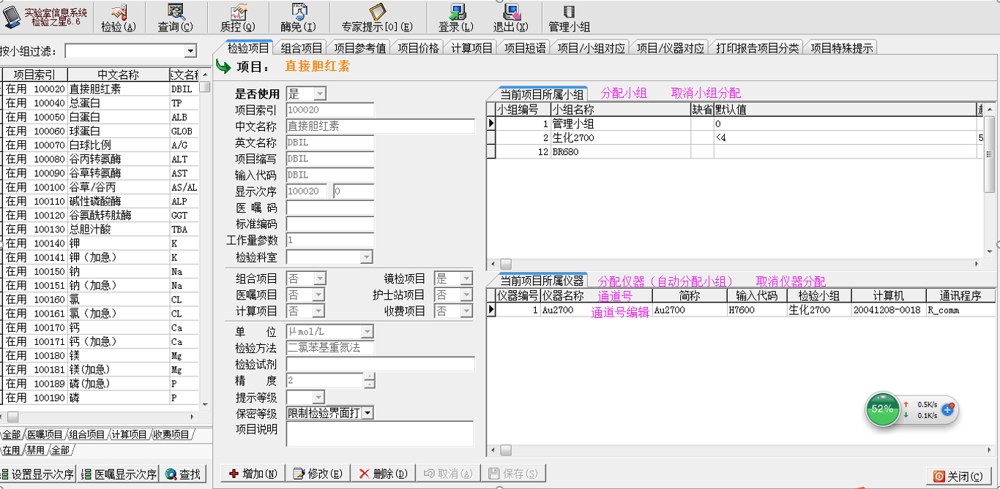 实验室信息系统
检验之星6.6
检验(A) 查询(C) 质控(Q) 酶免(I) 专家提示[0](E) 登录(L) 退出(X) 管理小组
按小组过滤：
检验项目 组合项目 项目参考值 项目价格 计算项目 项目短语 项目/小组对应 项目/仪器对应 打印报告项目分类 项目特殊提示
项目索引 中文名称
在用 100020 直接胆红素 DBIL
在用 100040 总蛋白 TP
在用 100050 白蛋白 ALB
在用 100060 球蛋白 GLOB
在用 100070 白球比例 A/G
在用 100080 谷丙转氨酶 ALT
在用 100090 谷草转氨酶 AST
在用 100100 谷草/谷丙 AS/AL
在用 100110 碱性磷酸酶 ALP
在用 100120 谷氨酰转肽酶 GGT
在用 100130 总胆汁酸 TBA
在用 100140 钾 K
在用 100141 钾（加急） K
在用 100150 钠 Na
在用 100151 钠（加急） Na
在用 100160 氯 CL
在用 100161 氯（加急） CL
在用 100170 钙 Ca
在用 100171 钙（加急） Ca
在用 100180 镁 Mg
在用 100181 镁(加急） Mg
在用 100189 磷(加急） P
在用 100190 磷 P
全部 医嘱项目 组合项目 计算项目 收费项目
在用 禁用 全部
设置显示次序 医嘱显示次序 查找
项目： 直接胆红素
是否使用 是
项目索引 100020
中文名称 直接胆红素
英文名称 DBIL
项目缩写 DBIL
输入代码 DBIL
显示次序 100020 0
医 嘱 码
标准编码
工作量参数 1
检验科室
组合项目 否 镜检项目 是
医嘱项目 否 护士站项目 否
计算项目 否 收费项目 否
单 位 μmol/L
检验方法 二氯苯基重氮法
检验试剂
精 度 2
提示等级
保密等级 限制检验界面打
项目说明
增加(N) 修改(E) 删除(D) 取消(A) 保存(S)
当前项目所属小组 分配小组 取消小组分配
小组编号 小组名称 缺省 默认值
1 管理小组 0
2 生化2700 <4 5
12 BR680
当前项目所属仪器 分配仪器（自动分配小组） 取消仪器分配
仪器编号 仪器名称 通道号 简称 输入代码 检验小组 计算机 通讯程序
1 Au2700 通道号编辑 Au2700 H7600 生化2700 20041208-0018 R_comm
52% 0.5K/s
0.1K/s
关闭(C)